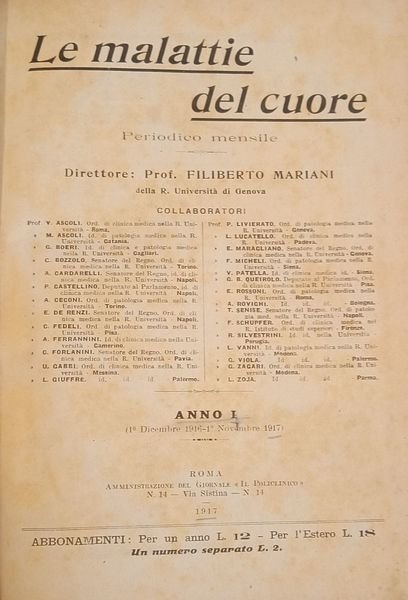 Le malattie
del cuore
Periodico mensile
Direttore: Prof. FILIBERTO MARIANI
della R. Università di Genova
COLLABORATORI
Prof. V. ASCOLI. Ord. di clinica medica nella R. Università - Roma.
» M. ASCOLI. Id. di patologia medica nella R. Università - Catania.
» G. BOERI. Id. di clinica e patologia medica nella R. Università - Cagliari.
» C. BOZZOLO, Senatore del Regno. Ord. di clinica medica nella R. Università - Torino.
» A. CARDARELLI. Senatore del Regno, id. di clinica medica nella R. Università - Napoli.
» P. CASTELLINO. Deputato al Parlamento, id. di clinica medica nella R. Università - Napoli.
» A. CECONI. Ord. di patologia medica nella R. Università - Torino.
» E. DE RENZI. Senatore del Regno. Ord. di clinica medica nella R. Università - Napoli.
» C. FEDELI. Ord. di patologia medica nella R. Università - Pisa.
» A. FERRANNINI. Id. di clinica medica nella R. Università - Camerino.
» C. FORLANINI. Senatore del Regno. Ord. di clinica medica nella R. Università - Pavia.
» U. GABBI. Ord. di clinica medica nella R. Università - Messina.
» L. GIUFFRE. id. id. id. Palermo.
Prof. P. LIVIERATO. Ord. di patologia medica nella R. Università - Genova.
» L. LUCATELLO. Ord. di clinica medica nella R. Università - Padova.
» E. MARAGLIANO. Senatore del Regno, Ord. di clinica medica nella R. Università - Genova.
» F. MICHELI. Ord. di patologia medica nella R. Università - Siena.
» V. PATELLA. Id. di clinica medica id. - Siena.
» G. B. QUEIROLO. Deputato al Parlamento, Ord. di clinica medica nella R. Università - Pisa.
» E. ROSSONI. Ord. di patologia medica nella R. Università - Roma.
» A. ROVIGHI. Id. id. id. Bologna.
» T. SENISE. Ord. di patologia med. nella R. Università - Napoli.
» F. SCHUPFER. Ord. di clinica medica nel R. Istituto di studi superiori - Firenze.
» R. SILVESTRINI. Id. id. nella R. Università - Perugia.
» L. VANNI. Id. di patologia medica nella R. Università - Modena.
» G. VIOLA. Id. id. id. Palermo.
» G. ZAGARI. Ord. di clinica medica nella R. Università - Modena.
» L. ZOJA. Id. id. id. Parma.
ANNO I
(1º Dicembre 1916-1º Novembre 1917)
ROMA
AMMINISTRAZIONE DEL GIORNALE «IL POLICLINICO»
N. 14 — Via Sistina — N. 14
1917
ABBONAMENTI: Per un anno L. 12 - Per l'Estero L. 18
Un numero separato L. 2.